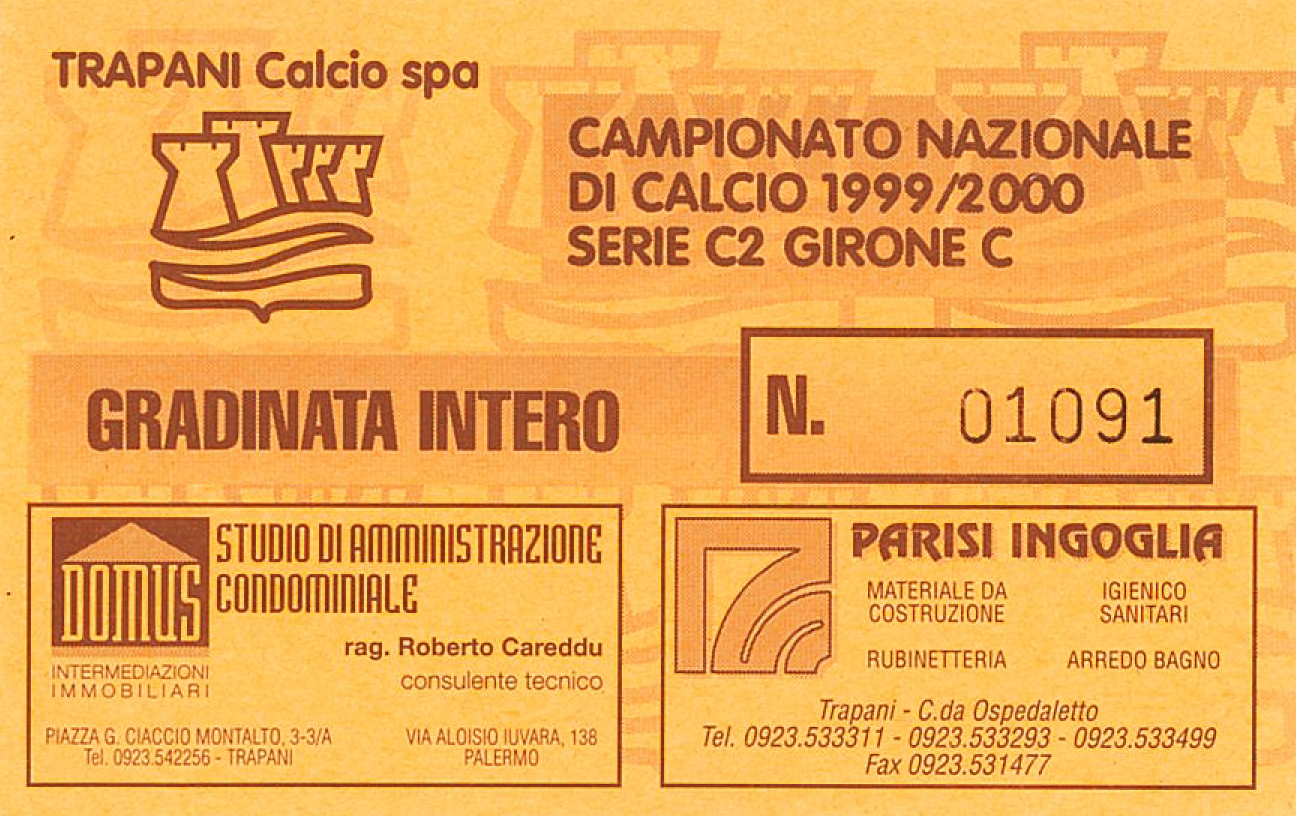 TRAPANI Calcio spa
CAMPIONATO NAZIONALE
DI CALCIO 1999/2000
SERIE C2 GIRONE C
GRADINATA INTERO
N. 01091
DOMUS
STUDIO DI AMMINISTRAZIONE
CONDOMINIALE
rag. Roberto Careddu
consulente tecnico
INTERMEDIAZIONI
IMMOBILIARI
PIAZZA G. CIACCIO MONTALTO, 3-3/A
Tel. 0923.542256 - TRAPANI
VIA ALOISIO IUVARA, 138
PALERMO
PARISI INGOGLIA
MATERIALE DA
COSTRUZIONE
IGIENICO
SANITARI
RUBINETTERIA
ARREDO BAGNO
Trapani - C.da Ospedaletto
Tel. 0923.533311 - 0923.533293 - 0923.533499
Fax 0923.531477